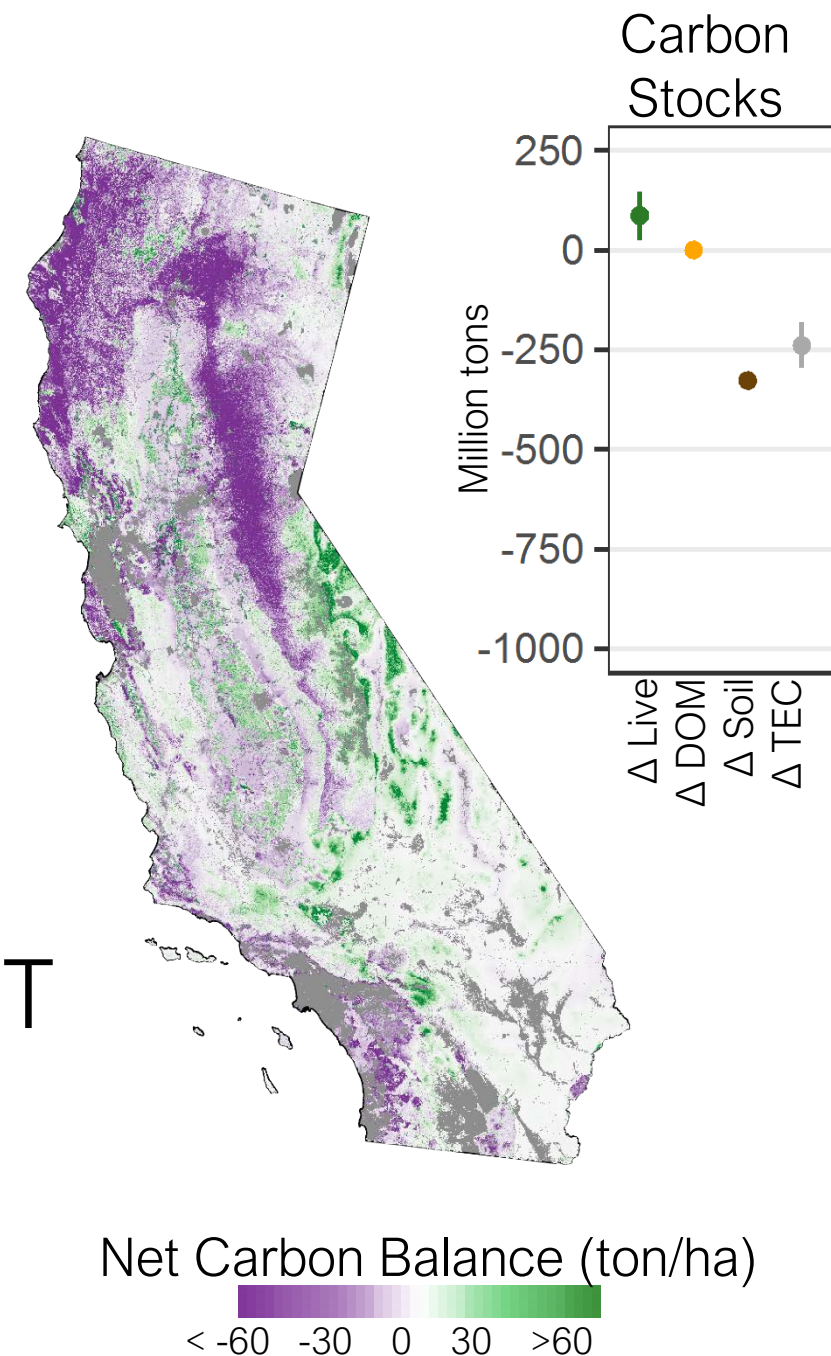 Carbon
Stocks
250
0
-250
-500
-750
-1000
Million tons
Δ Live
Δ DOM
Δ Soil
Δ TEC
T
Net Carbon Balance (ton/ha)
< -60 -30 0 30 >60